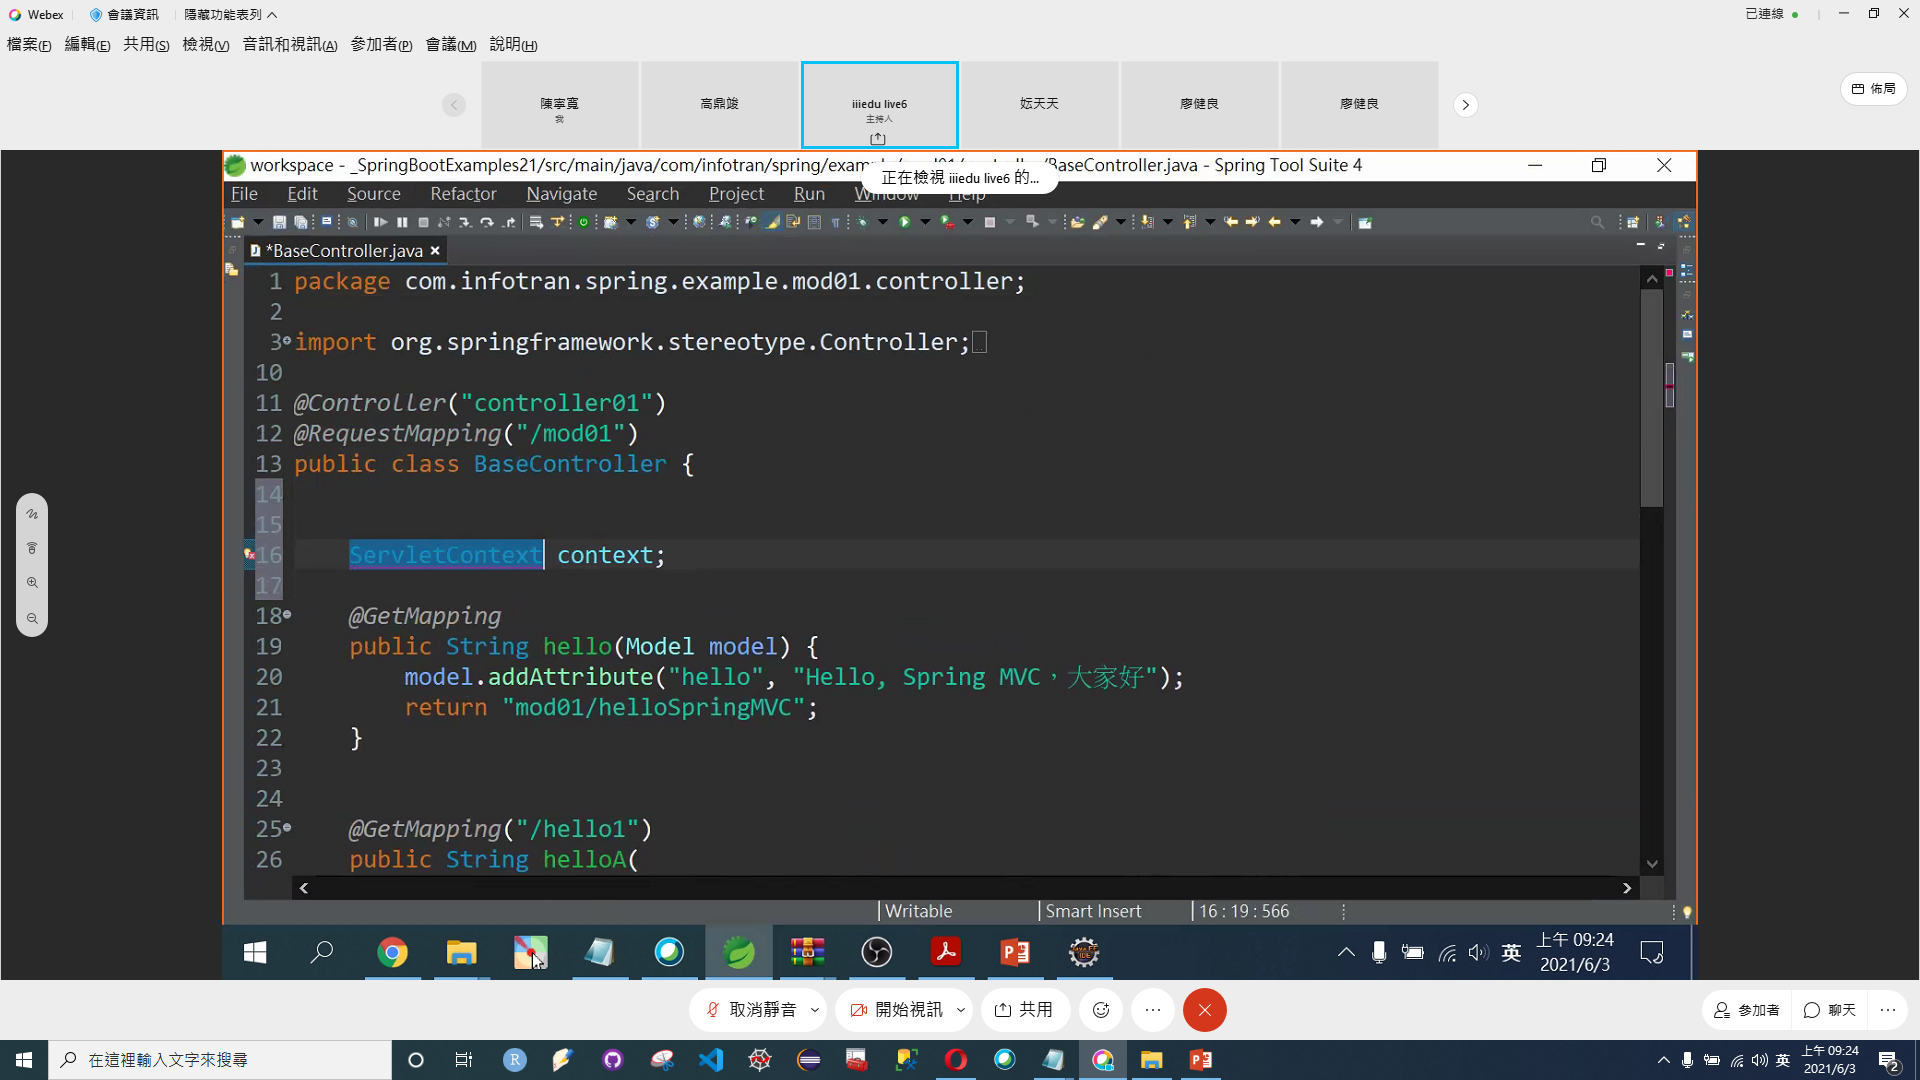 Webex 會議資訊 隱藏功能表列 已連線
檔案(F) 編輯(E) 共用(S) 檢視(V) 音訊和視訊(A) 參加者(P) 會議(M) 說明(H)
陳寧寬 高鼎竣 iiiedu live6 妘天天 廖健良 廖健良 佈局
我 主持人
workspace - _SpringBootExamples21/src/main/java/com/infotran/spring/example/mod01/controller/BaseController.java - Spring Tool Suite 4
正在檢視 iiiedu live6 的...
File Edit Source Refactor Navigate Search Project Run Window Help
*BaseController.java
1 package com.infotran.spring.example.mod01.controller;
2
3 import org.springframework.stereotype.Controller;
10
11 @Controller("controller01")
12 @RequestMapping("/mod01")
13 public class BaseController {
14
15
16 ServletContext context;
17
18 @GetMapping
19 public String hello(Model model) {
20 model.addAttribute("hello", "Hello, Spring MVC，大家好");
21 return "mod01/helloSpringMVC";
22 }
23
24
25 @GetMapping("/hello1")
26 public String helloA(
Writable Smart Insert 16 : 19 : 566
英 上午 09:24
2021/6/3
取消靜音 開始視訊 共用 參加者 聊天
在這裡輸入文字來搜尋 英 上午 09:24
2021/6/3 2